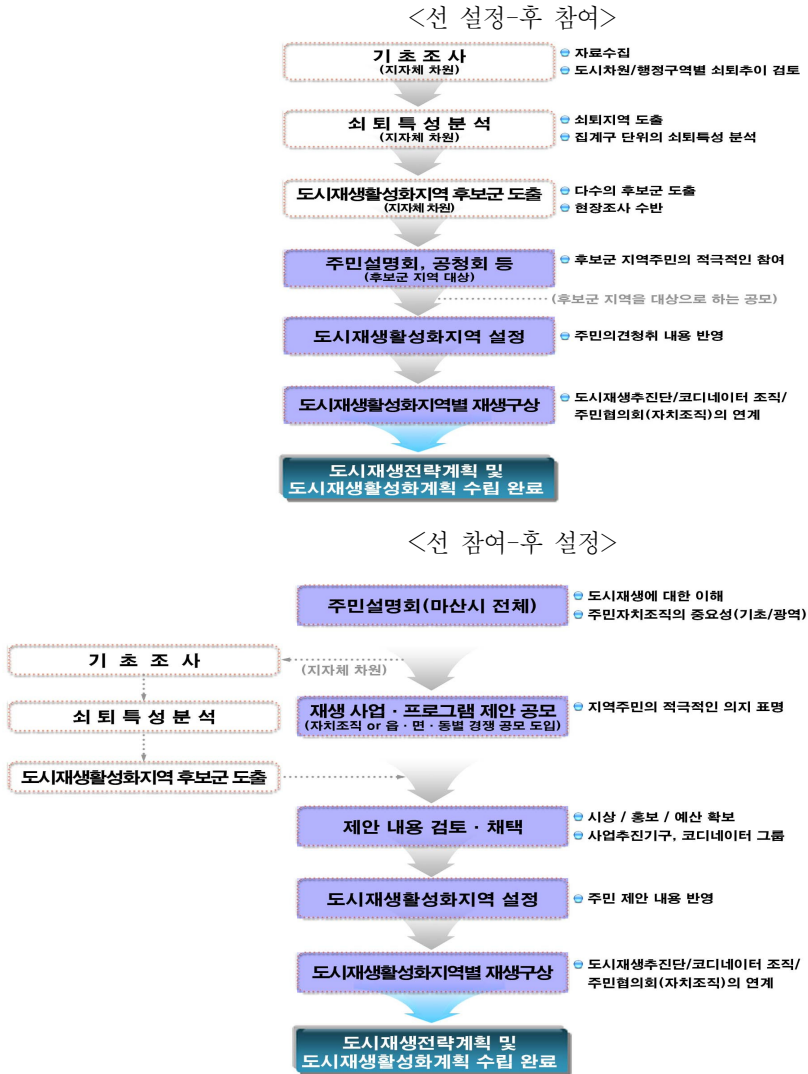 <선 설정-후 참여>
기 초 조 사
(지자체 차원)
자료수집
도시차원/행정구역별 쇠퇴추이 검토
쇠 퇴 특 성 분 석
(지자체 차원)
쇠퇴지역 도출
집계구 단위의 쇠퇴특성 분석
도시재생활성화지역 후보군 도출
(지자체 차원)
다수의 후보군 도출
현장조사 수반
주민설명회, 공청회 등
(후보군 지역 대상)
후보군 지역주민의 적극적인 참여
(후보군 지역을 대상으로 하는 공모)
도시재생활성화지역 설정
주민의견청취 내용 반영
도시재생활성화지역별 재생구상
도시재생추진단/코디네이터 조직/
주민협의회(자치조직)의 연계
도시재생전략계획 및
도시재생활성화계획 수립 완료
<선 참여-후 설정>
주민설명회(마산시 전체)
도시재생에 대한 이해
주민자치조직의 중요성(기초/광역)
기 초 조 사
(지자체 차원)
쇠 퇴 특 성 분 석
재생 사업 · 프로그램 제안 공모
(자치조직 or 읍 · 면 · 동별 경쟁 공모 도입)
지역주민의 적극적인 의지 표명
도시재생활성화지역 후보군 도출
제안 내용 검토 · 채택
시상 / 홍보 / 예산 확보
사업추진기구, 코디네이터 그룹
도시재생활성화지역 설정
주민 제안 내용 반영
도시재생활성화지역별 재생구상
도시재생추진단/코디네이터 조직/
주민협의회(자치조직)의 연계
도시재생전략계획 및
도시재생활성화계획 수립 완료